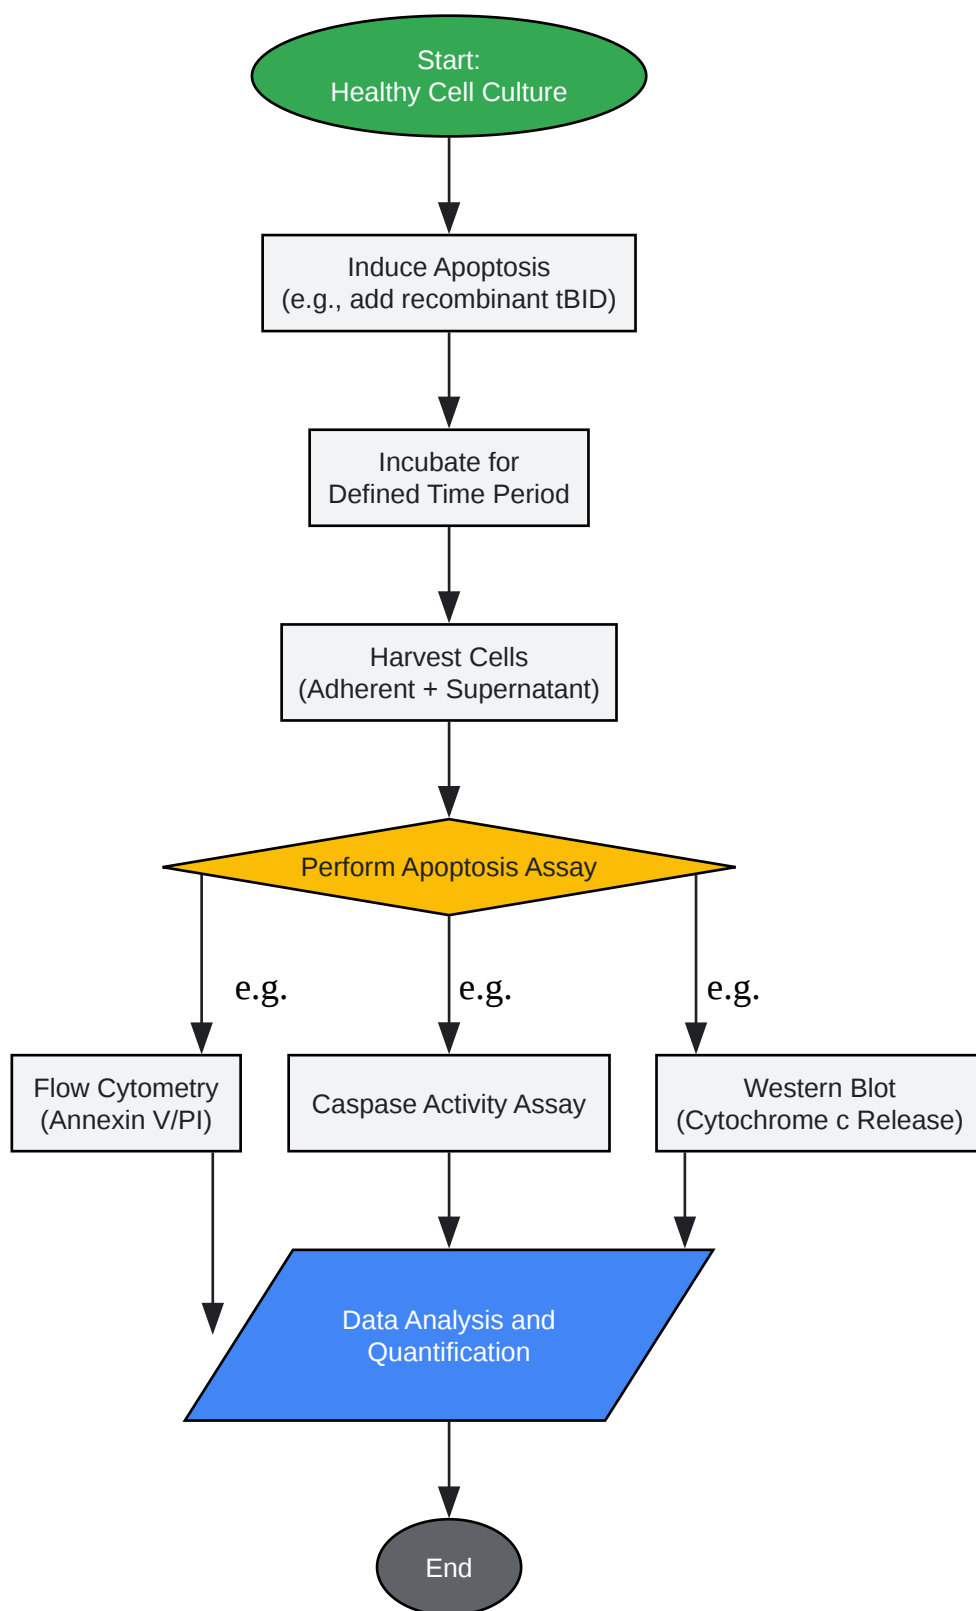 Start:
Healthy Cell Culture
Induce Apoptosis
(e.g., add recombinant tBID)
Incubate for
Defined Time Period
Harvest Cells
(Adherent + Supernatant)
Perform Apoptosis Assay
e.g.
e.g.
e.g.
Flow Cytometry
(Annexin V/PI)
Caspase Activity Assay
Western Blot
(Cytochrome c Release)
Data Analysis and
Quantification
End